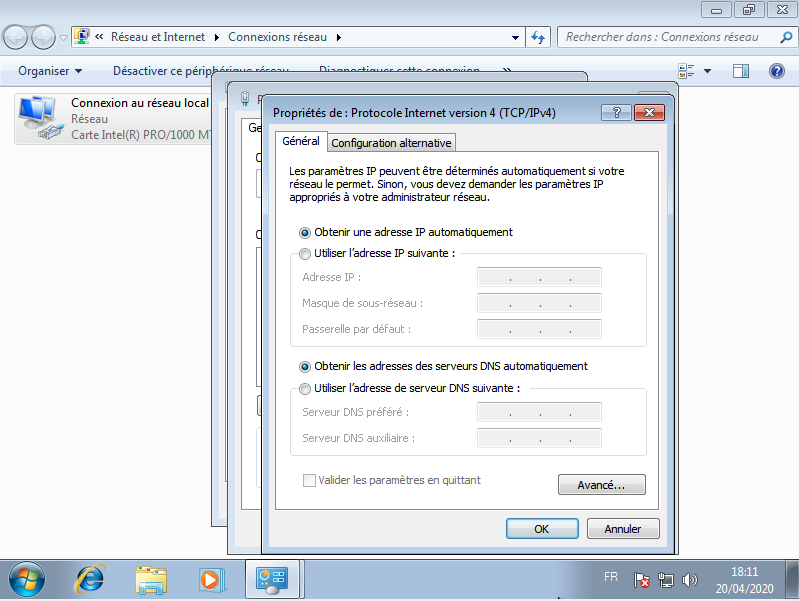 « Réseau et Internet Connexions réseau
Rechercher dans : Connexions réseau
Organiser
Désactiver ce périphérique réseau
Diagnostiquer cette connexion
»
Connexion au réseau local
Réseau
Carte Intel(R) PRO/1000 MT
Propriétés de : Protocole Internet version 4 (TCP/IPv4)
?
Général
Configuration alternative
Les paramètres IP peuvent être déterminés automatiquement si votre
réseau le permet. Sinon, vous devez demander les paramètres IP
appropriés à votre administrateur réseau.
Obtenir une adresse IP automatiquement
Utiliser l'adresse IP suivante :
Adresse IP :
. . .
Masque de sous-réseau :
. . .
Passerelle par défaut :
. . .
Obtenir les adresses des serveurs DNS automatiquement
Utiliser l'adresse de serveur DNS suivante :
Serveur DNS préféré :
. . .
Serveur DNS auxiliaire :
. . .
Valider les paramètres en quittant
Avancé...
OK
Annuler
FR
18:11
20/04/2020